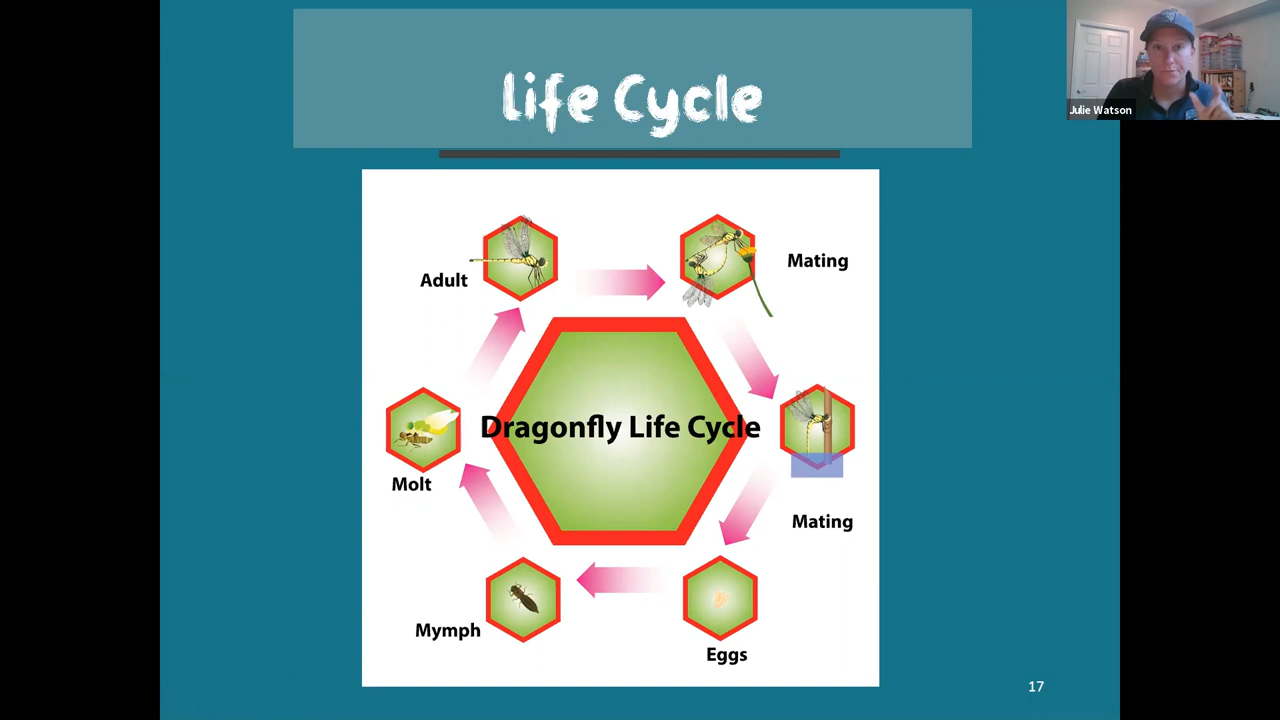 Life Cycle
Julie Watson
Adult
Mating
Dragonfly Life Cycle
Molt
Mating
Mymph
Eggs
17